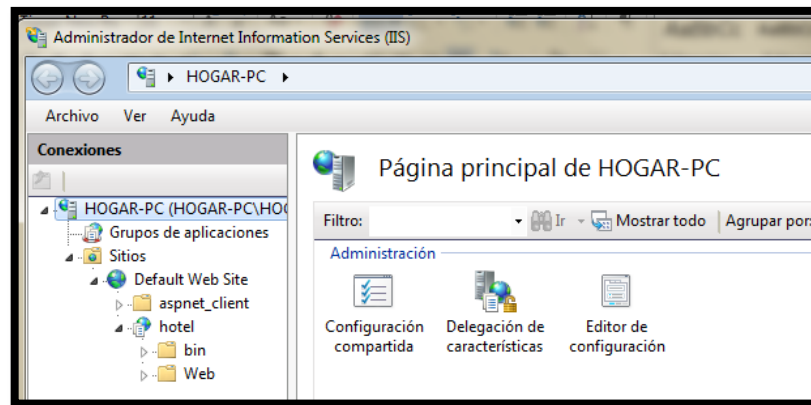 Administrador de Internet Information Services (IIS)
HOGAR-PC
Archivo Ver Ayuda
Conexiones
HOGAR-PC (HOGAR-PC\HO
Grupos de aplicaciones
Sitios
Default Web Site
aspnet_client
hotel
bin
Web
Página principal de HOGAR-PC
Filtro: Ir Mostrar todo Agrupar por:
Administración
Configuración compartida
Delegación de características
Editor de configuración